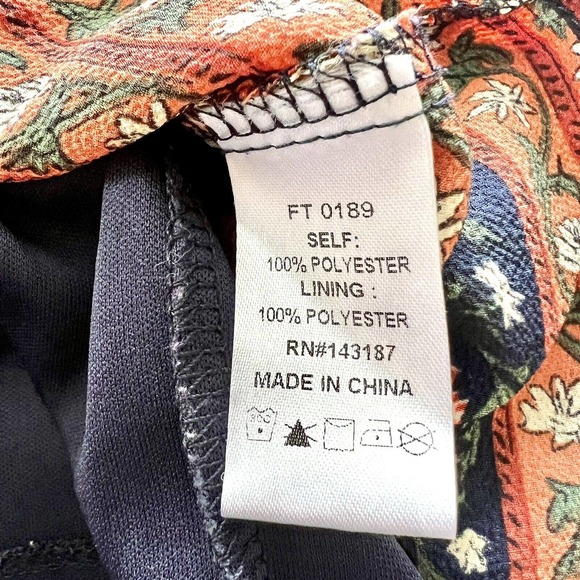 FT 0189
SELF:
100% POLYESTER
LINING :
100% POLYESTER
RN#143187
MADE IN CHINA